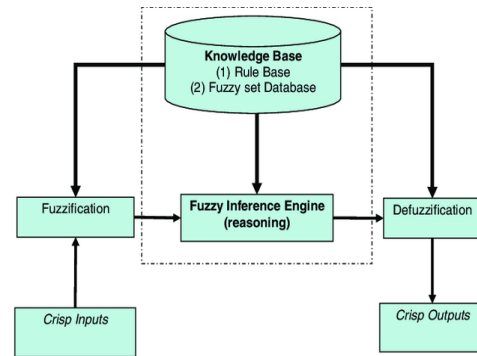 Knowledge Base
(1) Rule Base
(2) Fuzzy set Database
Fuzzification
Fuzzy Inference Engine
(reasoning)
Defuzzification
Crisp Inputs
Crisp Outputs